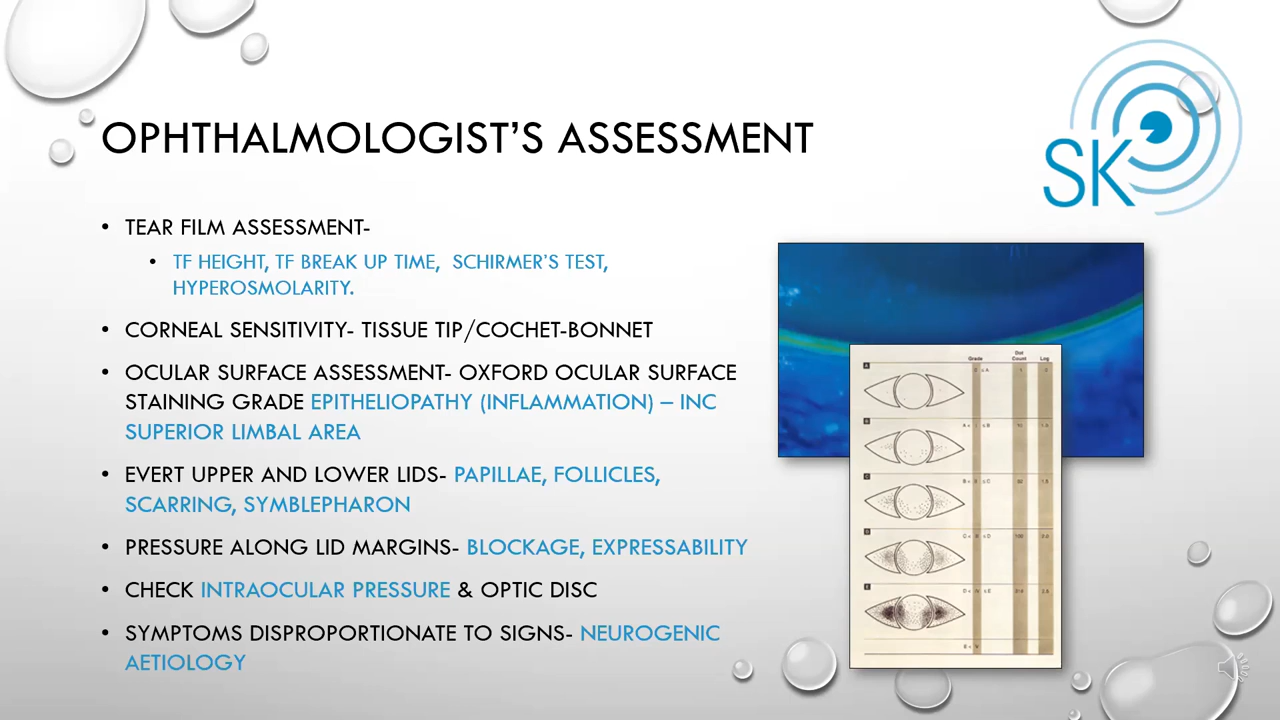 OPHTHALMOLOGIST'S ASSESSMENT
SK
• TEAR FILM ASSESSMENT-
• TF HEIGHT, TF BREAK UP TIME, SCHIRMER'S TEST,
HYPEROSMOLARITY.
• CORNEAL SENSITIVITY- TISSUE TIP/COCHET-BONNET
• OCULAR SURFACE ASSESSMENT- OXFORD OCULAR SURFACE
STAINING GRADE EPITHELIOPATHY (INFLAMMATION) – INC
SUPERIOR LIMBAL AREA
• EVERT UPPER AND LOWER LIDS- PAPILLAE, FOLLICLES,
SCARRING, SYMBLEPHARON
• PRESSURE ALONG LID MARGINS- BLOCKAGE, EXPRESSABILITY
• CHECK INTRAOCULAR PRESSURE & OPTIC DISC
• SYMPTOMS DISPROPORTIONATE TO SIGNS- NEUROGENIC
AETIOLOGY
Grade Dot Count Log
A
B
C
D
E